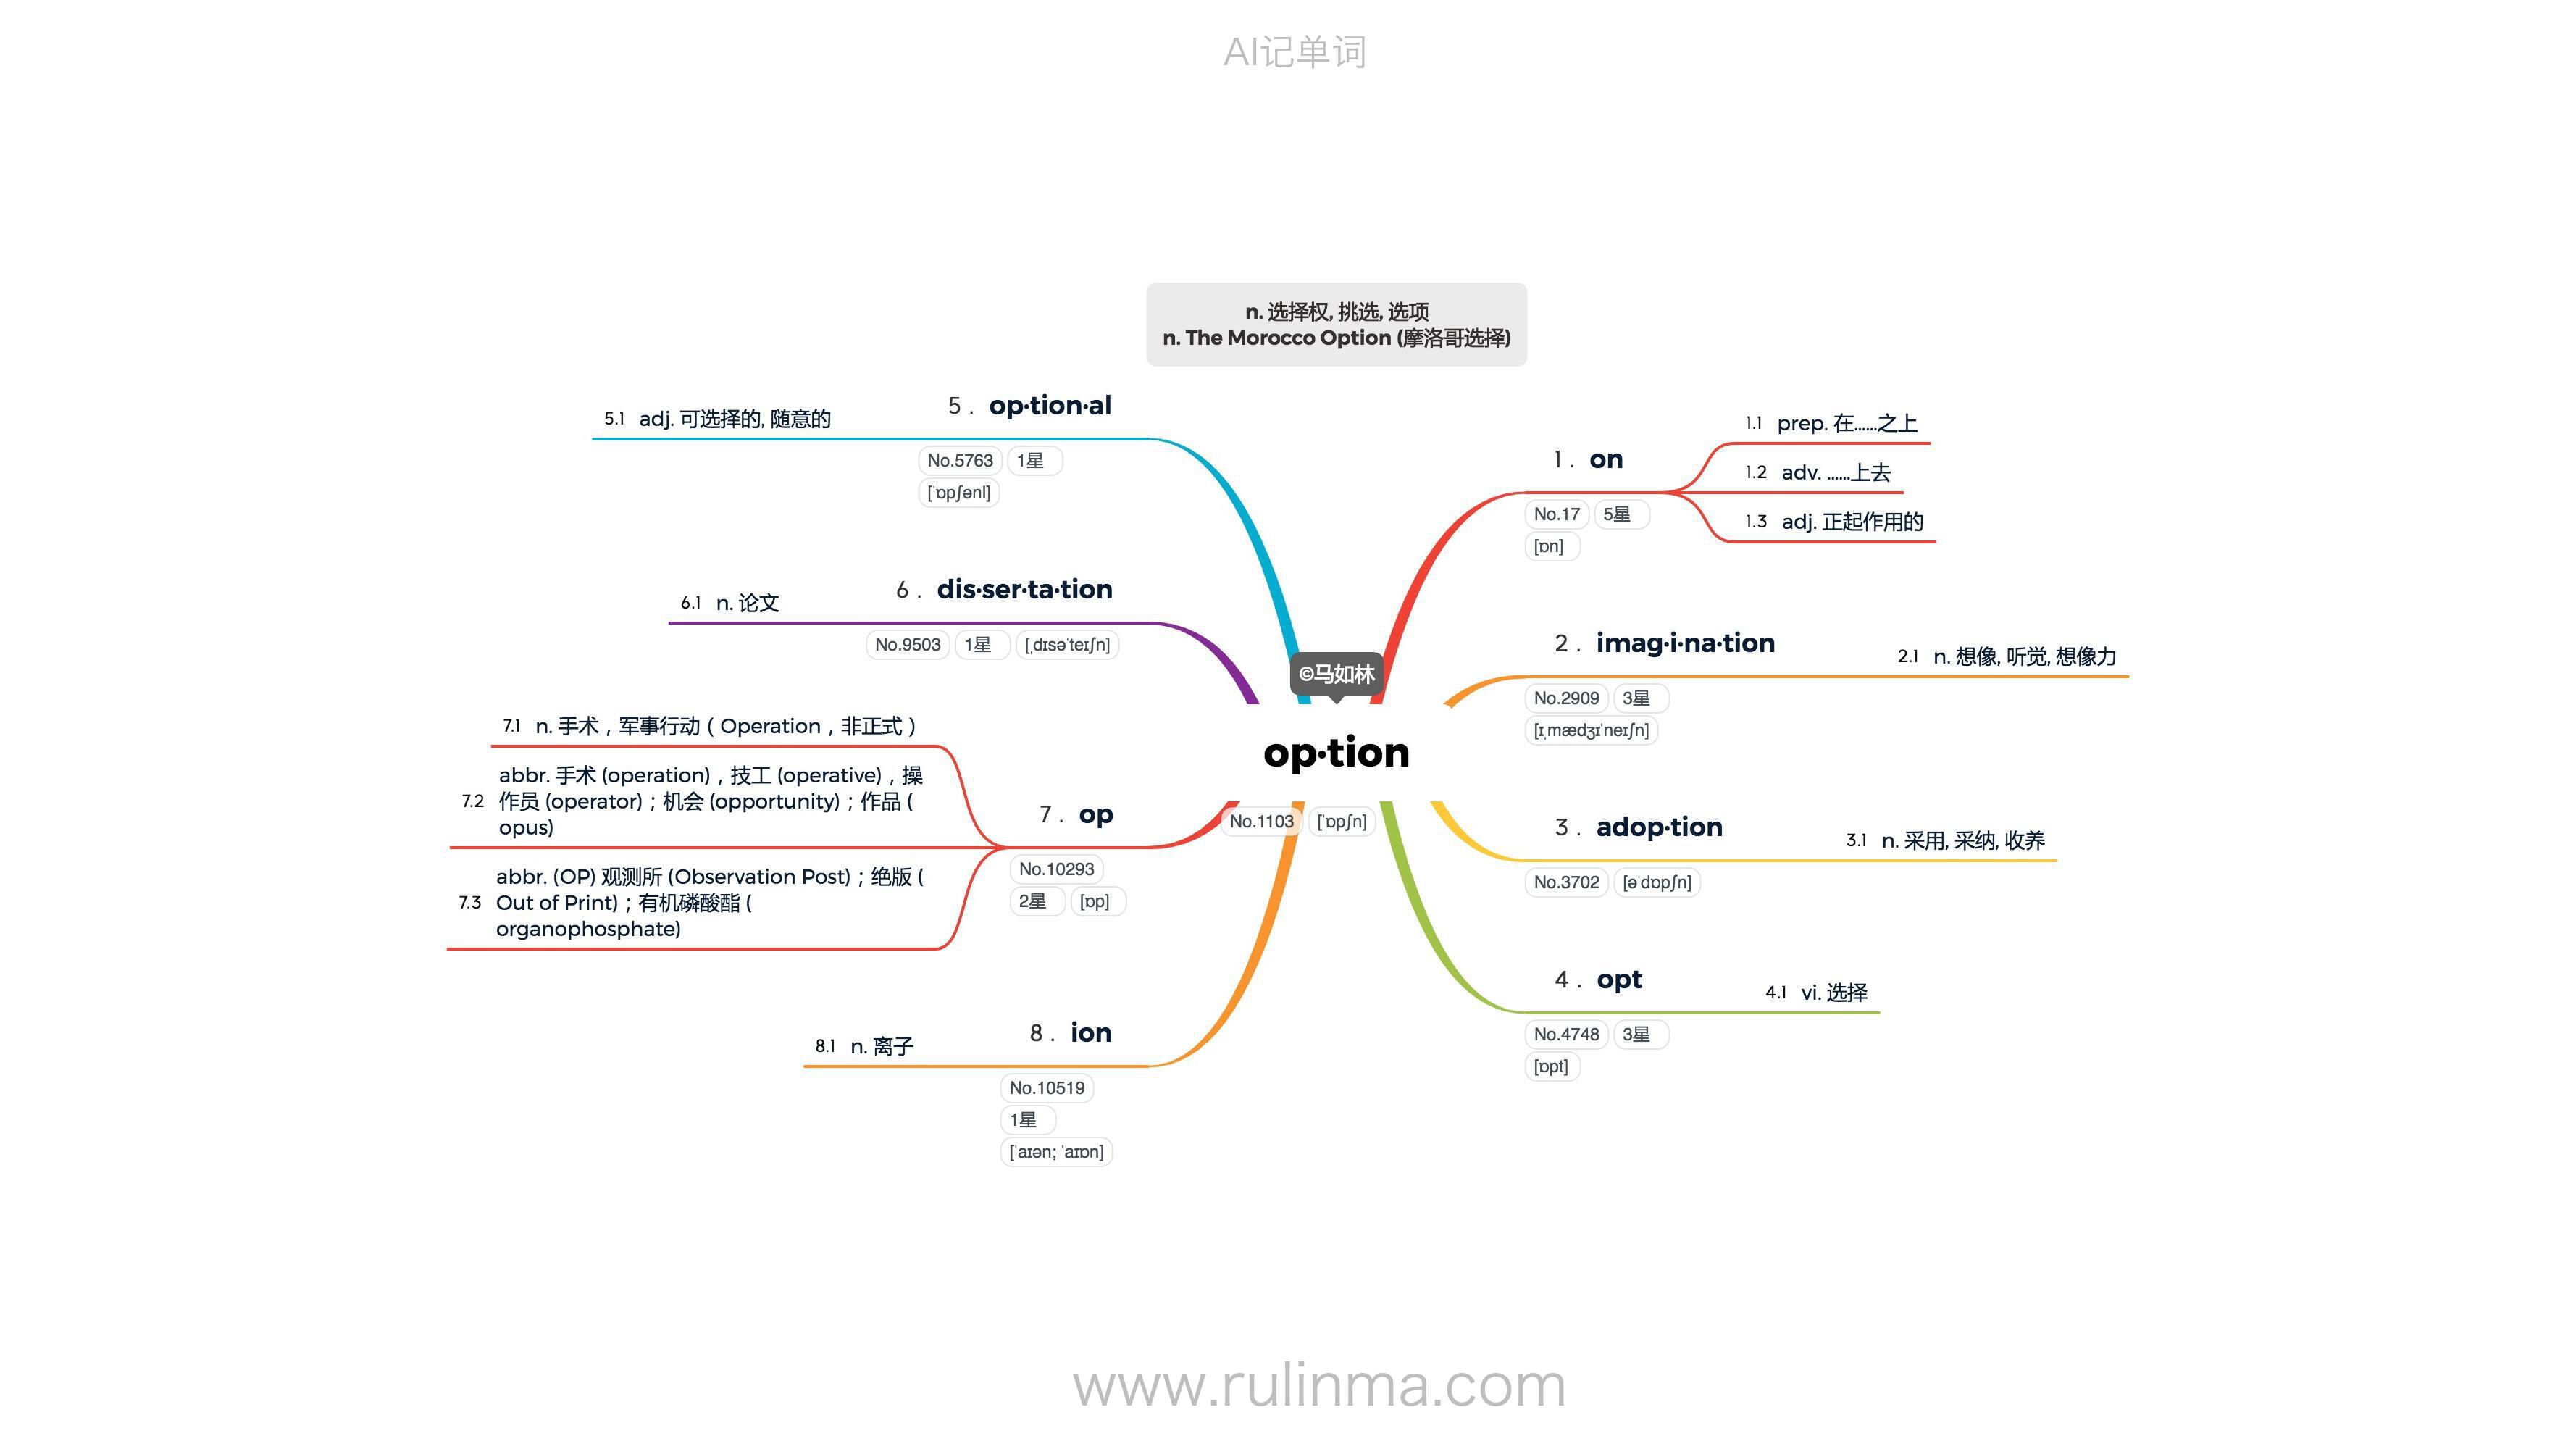 AI记单词
n. 选择权, 挑选, 选项
n. The Morocco Option (摩洛哥选择)
©马如林
op·tion
No.1103 [ˈɒpʃn]
1 . on
No.17 5星
[ɒn]
1.1 prep. 在……之上
1.2 adv. ……上去
1.3 adj. 正起作用的
2 . imag·i·na·tion
No.2909 3星
[ɪˌmædʒɪˈneɪʃn]
2.1 n. 想像, 听觉, 想像力
3 . adop·tion
No.3702 [əˈdɒpʃn]
3.1 n. 采用, 采纳, 收养
4 . opt
No.4748 3星
[ɒpt]
4.1 vi. 选择
5 . op·tion·al
No.5763 1星
[ˈɒpʃənl]
5.1 adj. 可选择的, 随意的
6 . dis·ser·ta·tion
No.9503 1星 [ˌdɪsəˈteɪʃn]
6.1 n. 论文
7 . op
No.10293
2星 [ɒp]
7.1 n. 手术，军事行动（Operation，非正式）
7.2 abbr. 手术 (operation)，技工 (operative)，操
作员 (operator)；机会 (opportunity)；作品 (
opus)
7.3 abbr. (OP) 观测所 (Observation Post)；绝版 (
Out of Print)；有机磷酸酯 (
organophosphate)
8 . ion
No.10519
1星
[ˈaɪən; ˈaɪɒn]
8.1 n. 离子
www.rulinma.com